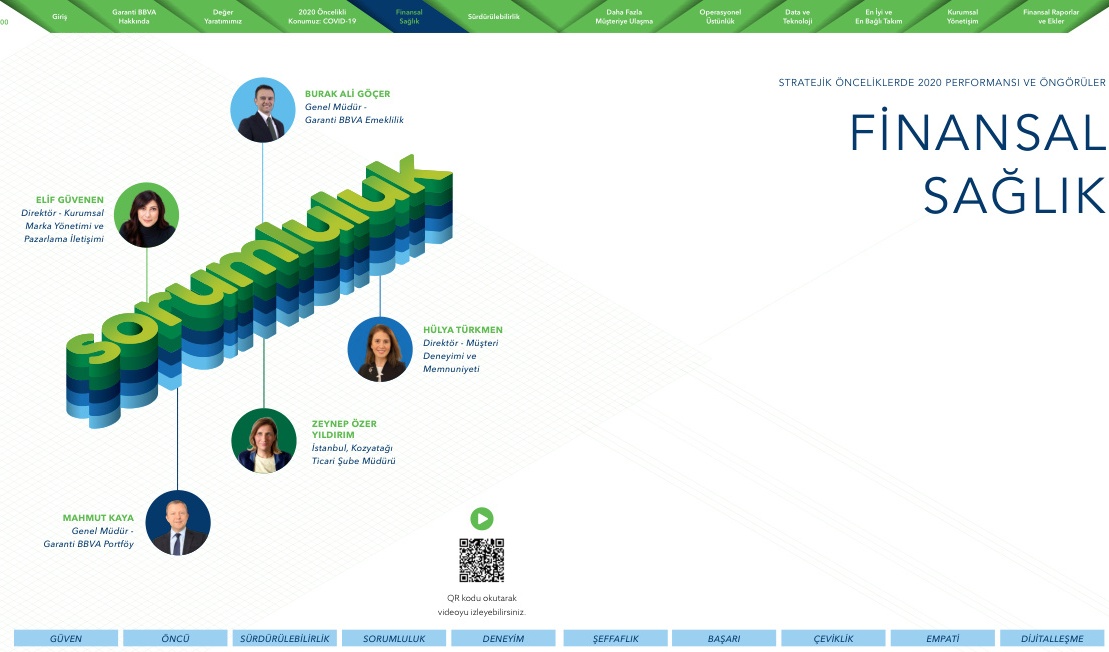 00
Giriş
Garanti BBVA
Hakkında
Değer
Yaratımımız
2020 Öncelikli
Konumuz: COVID-19
Finansal
Sağlık
Sürdürülebilirlik
Daha Fazla
Müşteriye Ulaşma
Operasyonel
Üstünlük
Data ve
Teknoloji
En İyi ve
En Bağlı Takım
Kurumsal
Yönetişim
Finansal Raporlar
ve Ekler
STRATEJİK ÖNCELİKLERDE 2020 PERFORMANSI VE ÖNGÖRÜLER
FİNANSAL
SAĞLIK
BURAK ALİ GÖÇER
Genel Müdür -
Garanti BBVA Emeklilik
ELİF GÜVENEN
Direktör - Kurumsal
Marka Yönetimi ve
Pazarlama İletişimi
sorumluluk
HÜLYA TÜRKMEN
Direktör - Müşteri
Deneyimi ve
Memnuniyeti
ZEYNEP ÖZER
YILDIRIM
İstanbul, Kozyatağı
Ticari Şube Müdürü
MAHMUT KAYA
Genel Müdür -
Garanti BBVA Portföy
QR kodu okutarak
videoyu izleyebilirsiniz.
GÜVEN
ÖNCÜ
SÜRDÜRÜLEBİLİRLİK
SORUMLULUK
DENEYİM
ŞEFFAFLIK
BAŞARI
ÇEVİKLİK
EMPATİ
DİJİTALLEŞME